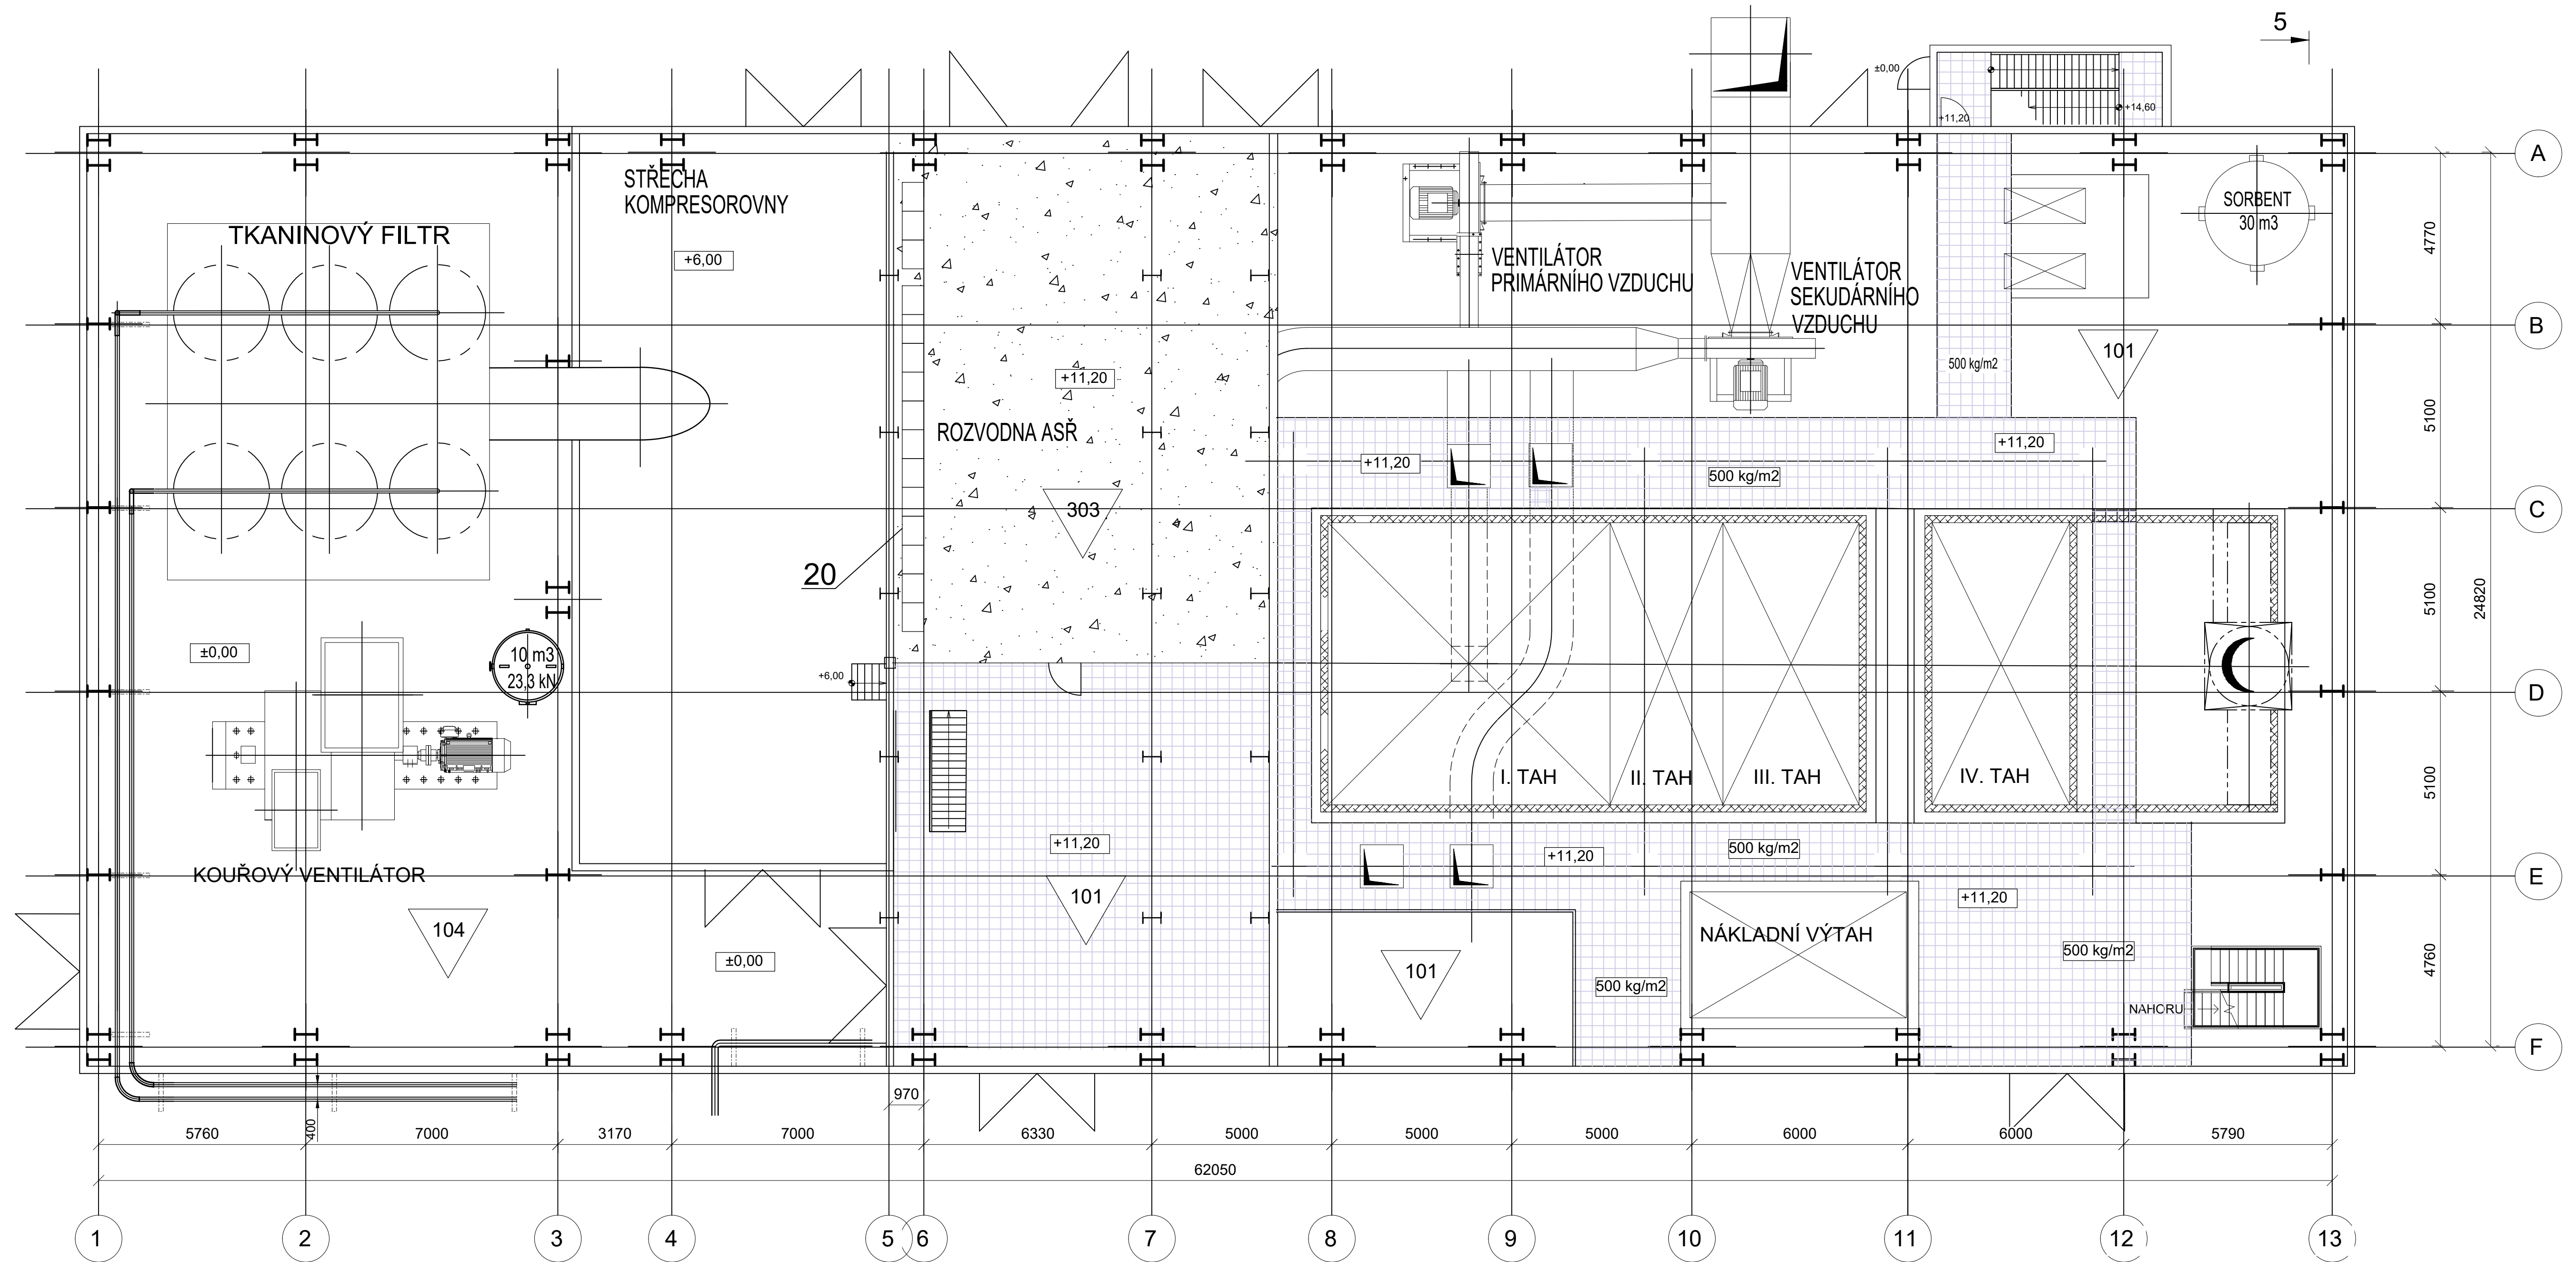 5
±0,00
+14,60
+11,20
A
STŘECHA
KOMPRESOROVNY
SORBENT
30 m3
TKANINOVÝ FILTR
+6,00
4770
VENTILÁTOR
PRIMÁRNÍHO VZDUCHU
VENTILÁTOR
SEKUDÁRNÍHO
VZDUCHU
B
101
500 kg/m2
+11,20
ROZVODNA ASŘ
5100
+11,20
+11,20
500 kg/m2
303
C
20
5100
24820
±0,00
10 m3
23,3 kN
+6,00
D
I. TAH
II. TAH
III. TAH
IV. TAH
5100
+11,20
+11,20
500 kg/m2
KOUŘOVÝ VENTILÁTOR
E
101
+11,20
104
NÁKLADNÍ VÝTAH
500 kg/m2
4760
±0,00
101
500 kg/m2
NAHORU
F
970
400
5760
7000
3170
7000
6330
5000
5000
5000
6000
6000
5790
62050
1
2
3
4
5
6
7
8
9
10
11
12
13